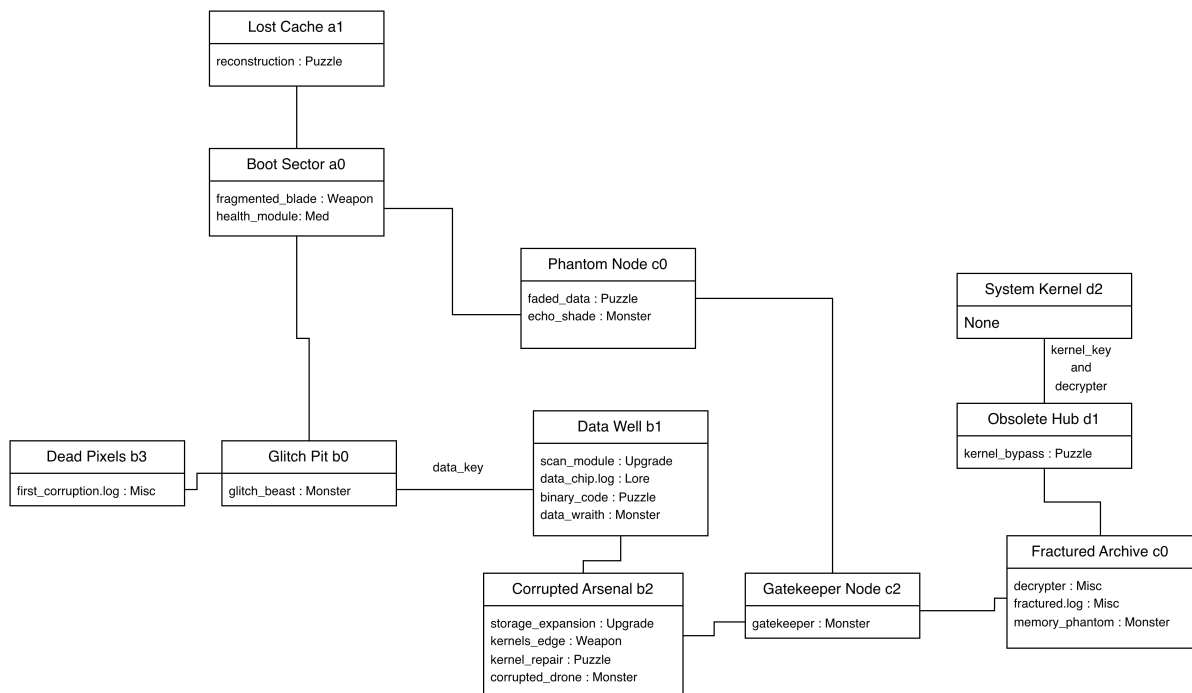 Lost Cache a1
reconstruction : Puzzle
Boot Sector a0
fragmented_blade : Weapon
health_module: Med
Phantom Node c0
faded_data : Puzzle
echo_shade : Monster
System Kernel d2
None
kernel_key
and
decrypter
Obsolete Hub d1
kernel_bypass : Puzzle
Dead Pixels b3
first_corruption.log : Misc
Glitch Pit b0
glitch_beast : Monster
data_key
Data Well b1
scan_module : Upgrade
data_chip.log : Lore
binary_code : Puzzle
data_wraith : Monster
Corrupted Arsenal b2
storage_expansion : Upgrade
kernels_edge : Weapon
kernel_repair : Puzzle
corrupted_drone : Monster
Gatekeeper Node c2
gatekeeper : Monster
Fractured Archive c0
decrypter : Misc
fractured.log : Misc
memory_phantom : Monster